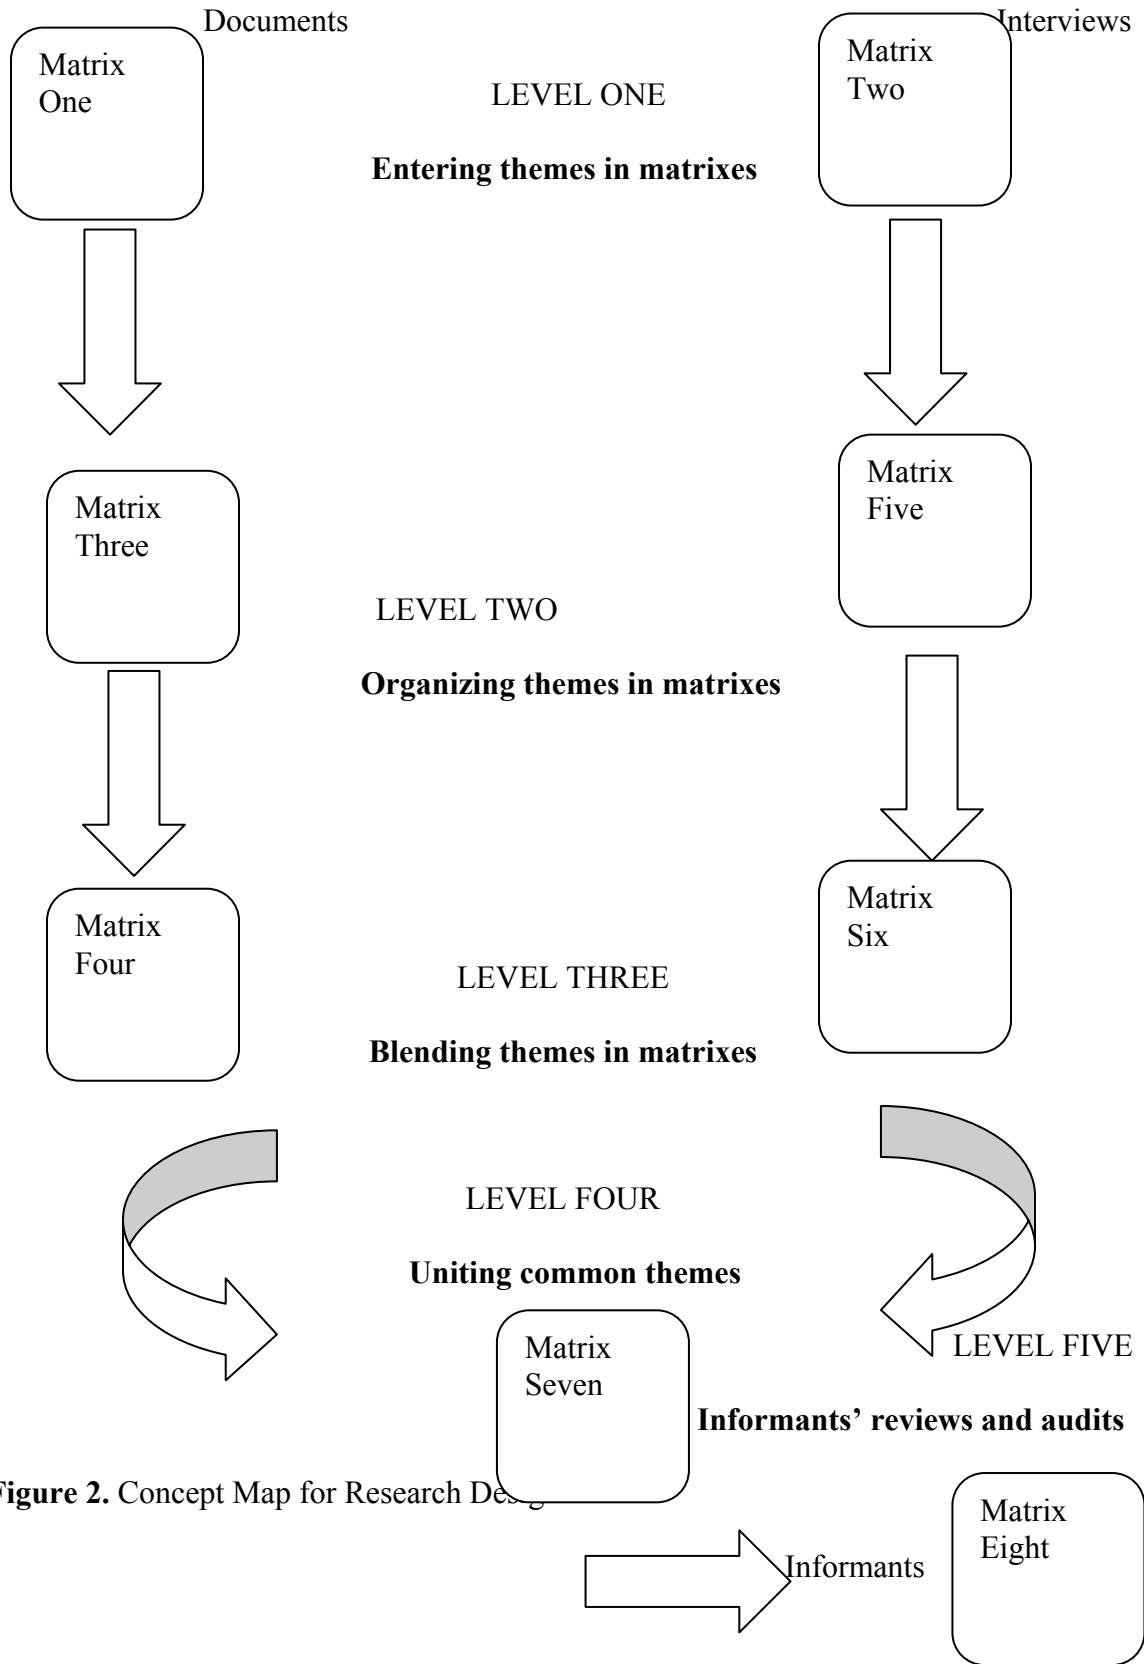 Documents
Interviews
Matrix
One
Matrix
Two
LEVEL ONE
Entering themes in matrixes
Matrix
Three
Matrix
Five
LEVEL TWO
Organizing themes in matrixes
Matrix
Four
Matrix
Six
LEVEL THREE
Blending themes in matrixes
LEVEL FOUR
Uniting common themes
Matrix
Seven
LEVEL FIVE
Informants’ reviews and audits
Figure 2. Concept Map for Research
Informants
Matrix
Eight